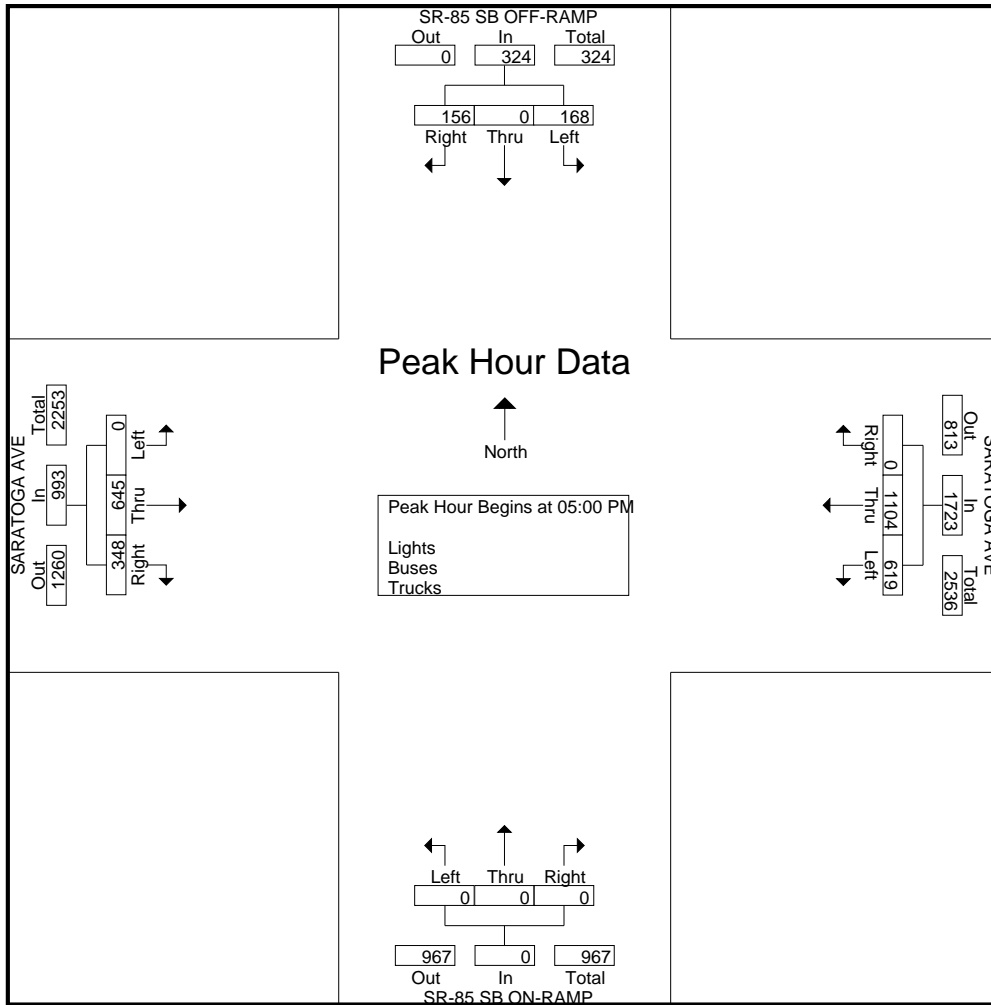 SR-85 SB OFF-RAMP
Out In Total
0 324 324
156 0 168
Right Thru Left
Peak Hour Data
North
Peak Hour Begins at 05:00 PM
Lights
Buses
Trucks
SARATOGA AVE
Out In Total
1260 993 2253
348 645 0
Right Thru Left
SARATOGA AVE
Out In Total
813 1723 2536
0 1104 619
Right Thru Left
Left Thru Right
0 0 0
967 0 967
Out In Total
SR-85 SB ON-RAMP